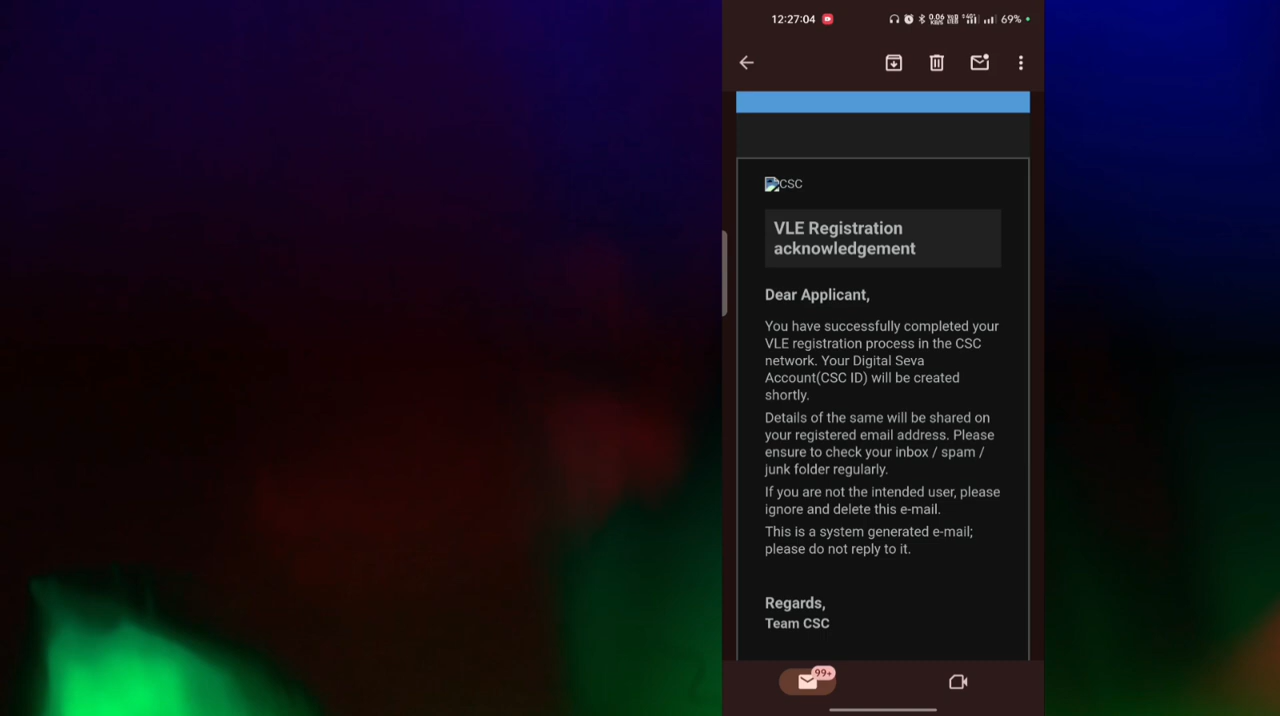 12:27:04 69%
CSC
VLE Registration
acknowledgement
Dear Applicant,
You have successfully completed your
VLE registration process in the CSC
network. Your Digital Seva
Account(CSC ID) will be created
shortly.
Details of the same will be shared on
your registered email address. Please
ensure to check your inbox / spam /
junk folder regularly.
If you are not the intended user, please
ignore and delete this e-mail.
This is a system generated e-mail;
please do not reply to it.
Regards,
Team CSC
99+